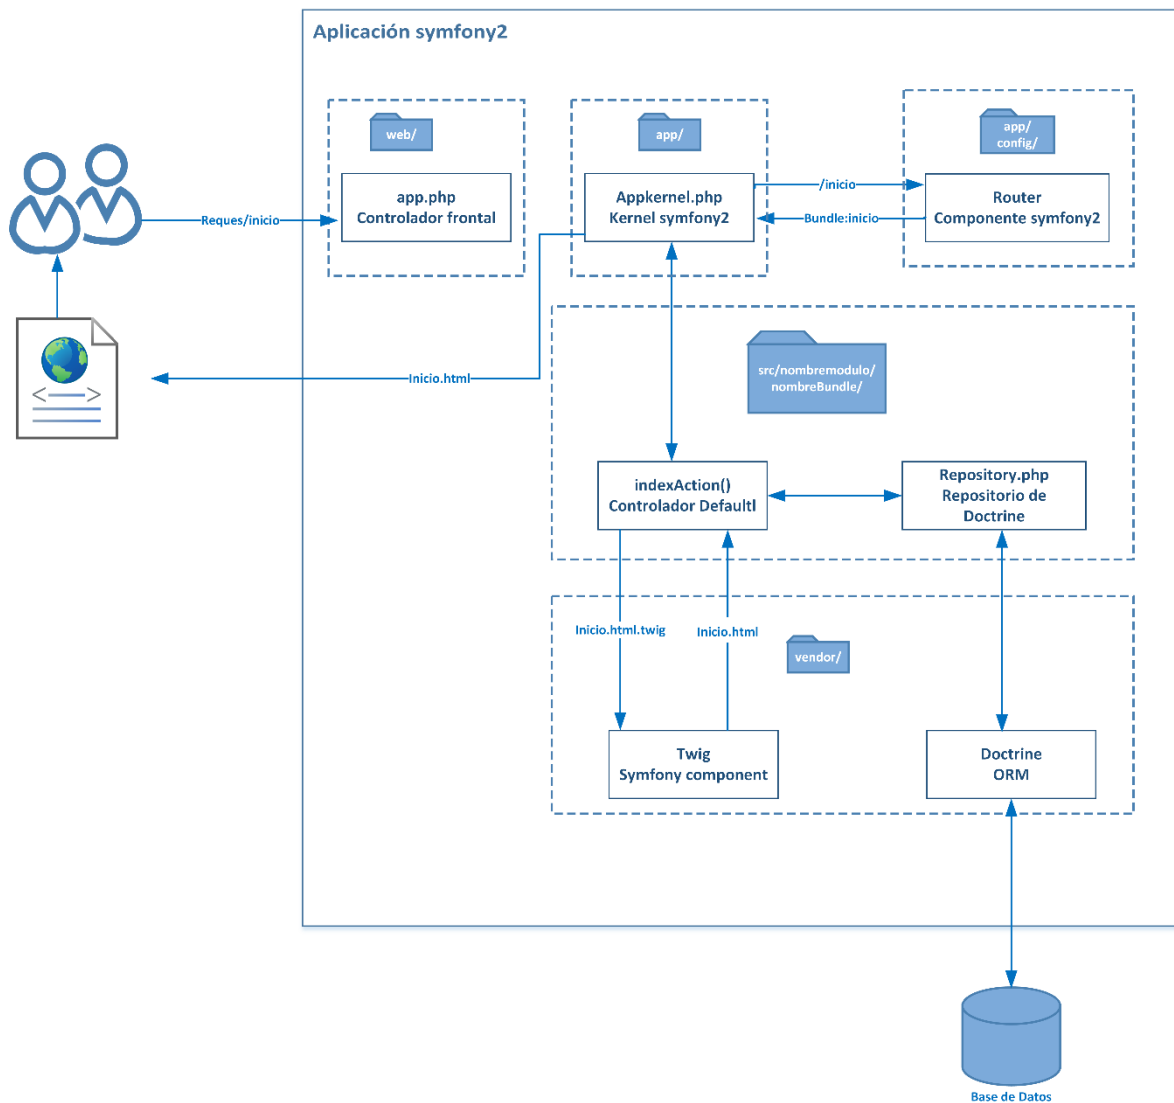 Aplicación symfony2
web/
app/
app/
config/
app.php
Controlador frontal
Appkernel.php
Kernel symfony2
Router
Componente symfony2
Reques/inicio
/inicio
Bundle:inicio
Inicio.html
src/nombremodulo/
nombreBundle/
indexAction()
Controlador Defaultl
Repository.php
Repositorio de
Doctrine
Inicio.html.twig
Inicio.html
vendor/
Twig
Symfony component
Doctrine
ORM
Base de Datos